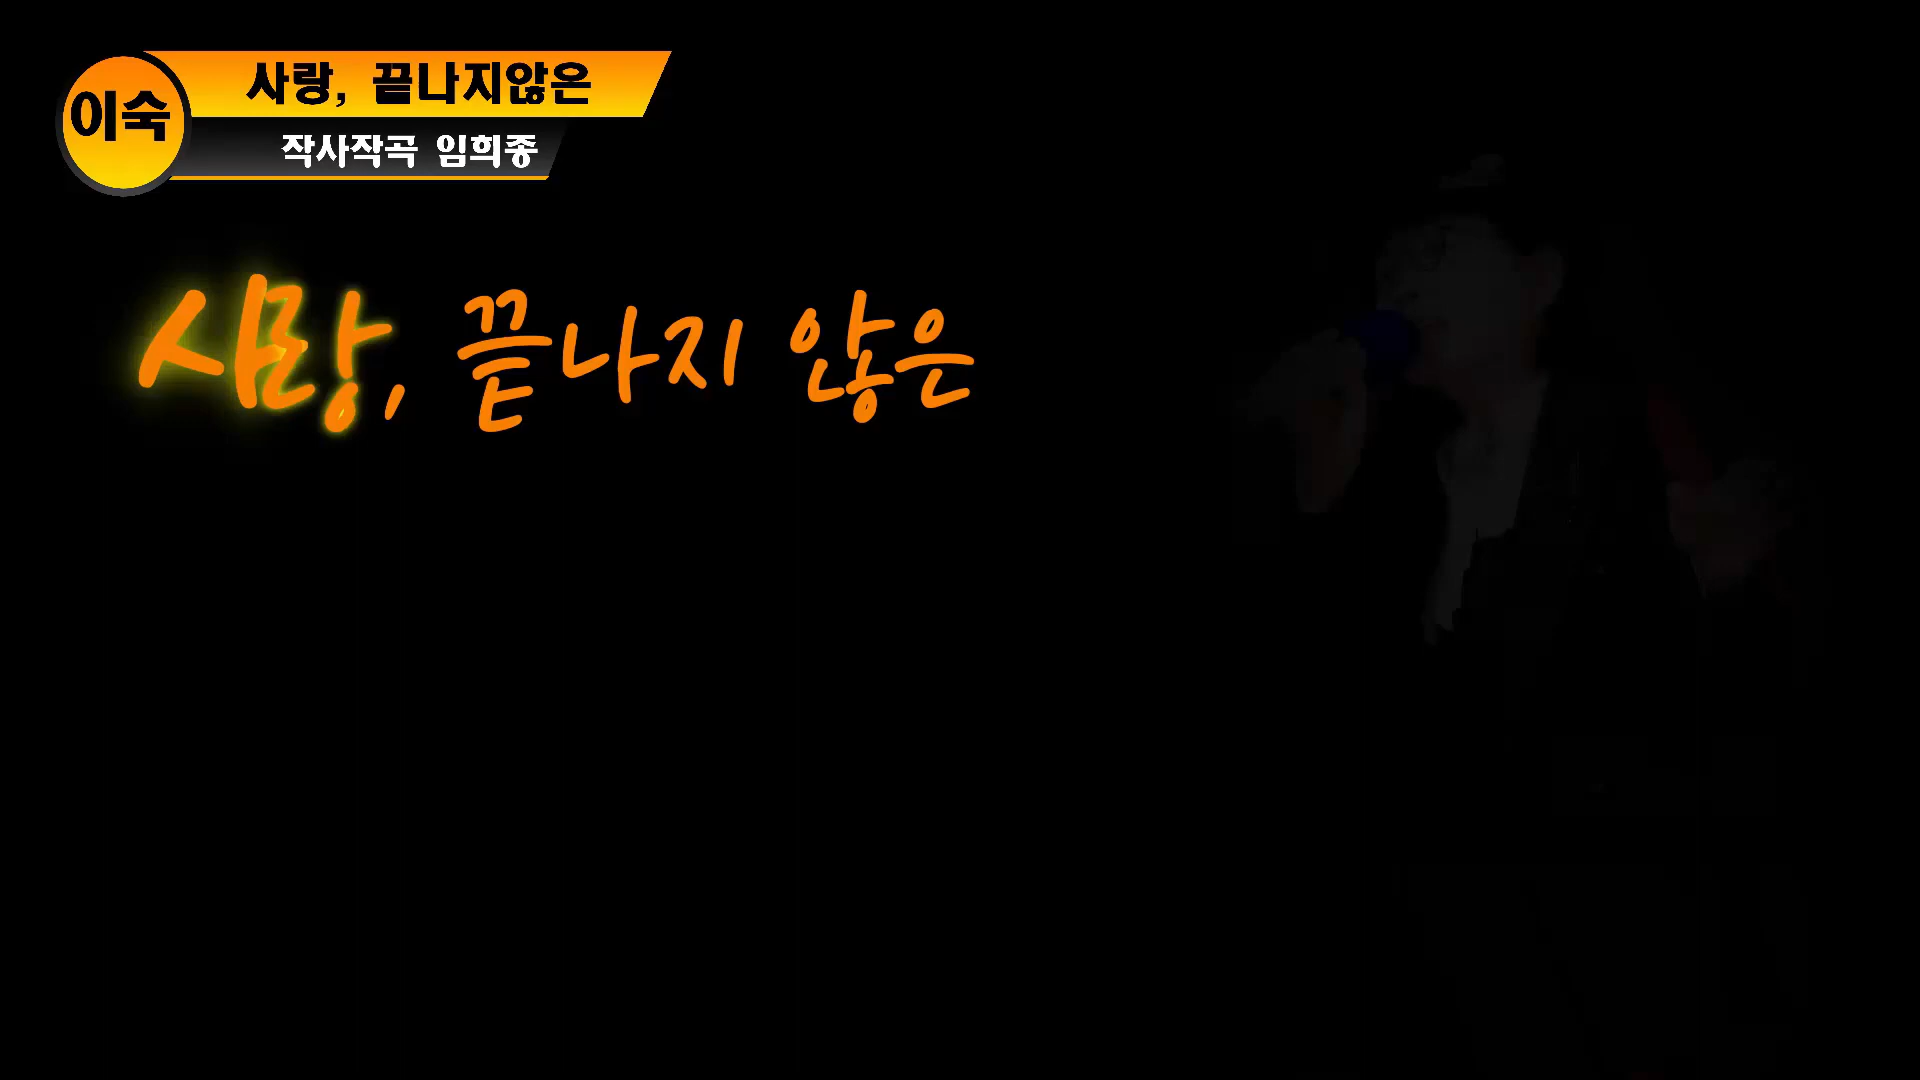 이숙
사랑, 끝나지않은
작사작곡 임희종
사랑, 끝나지 않은